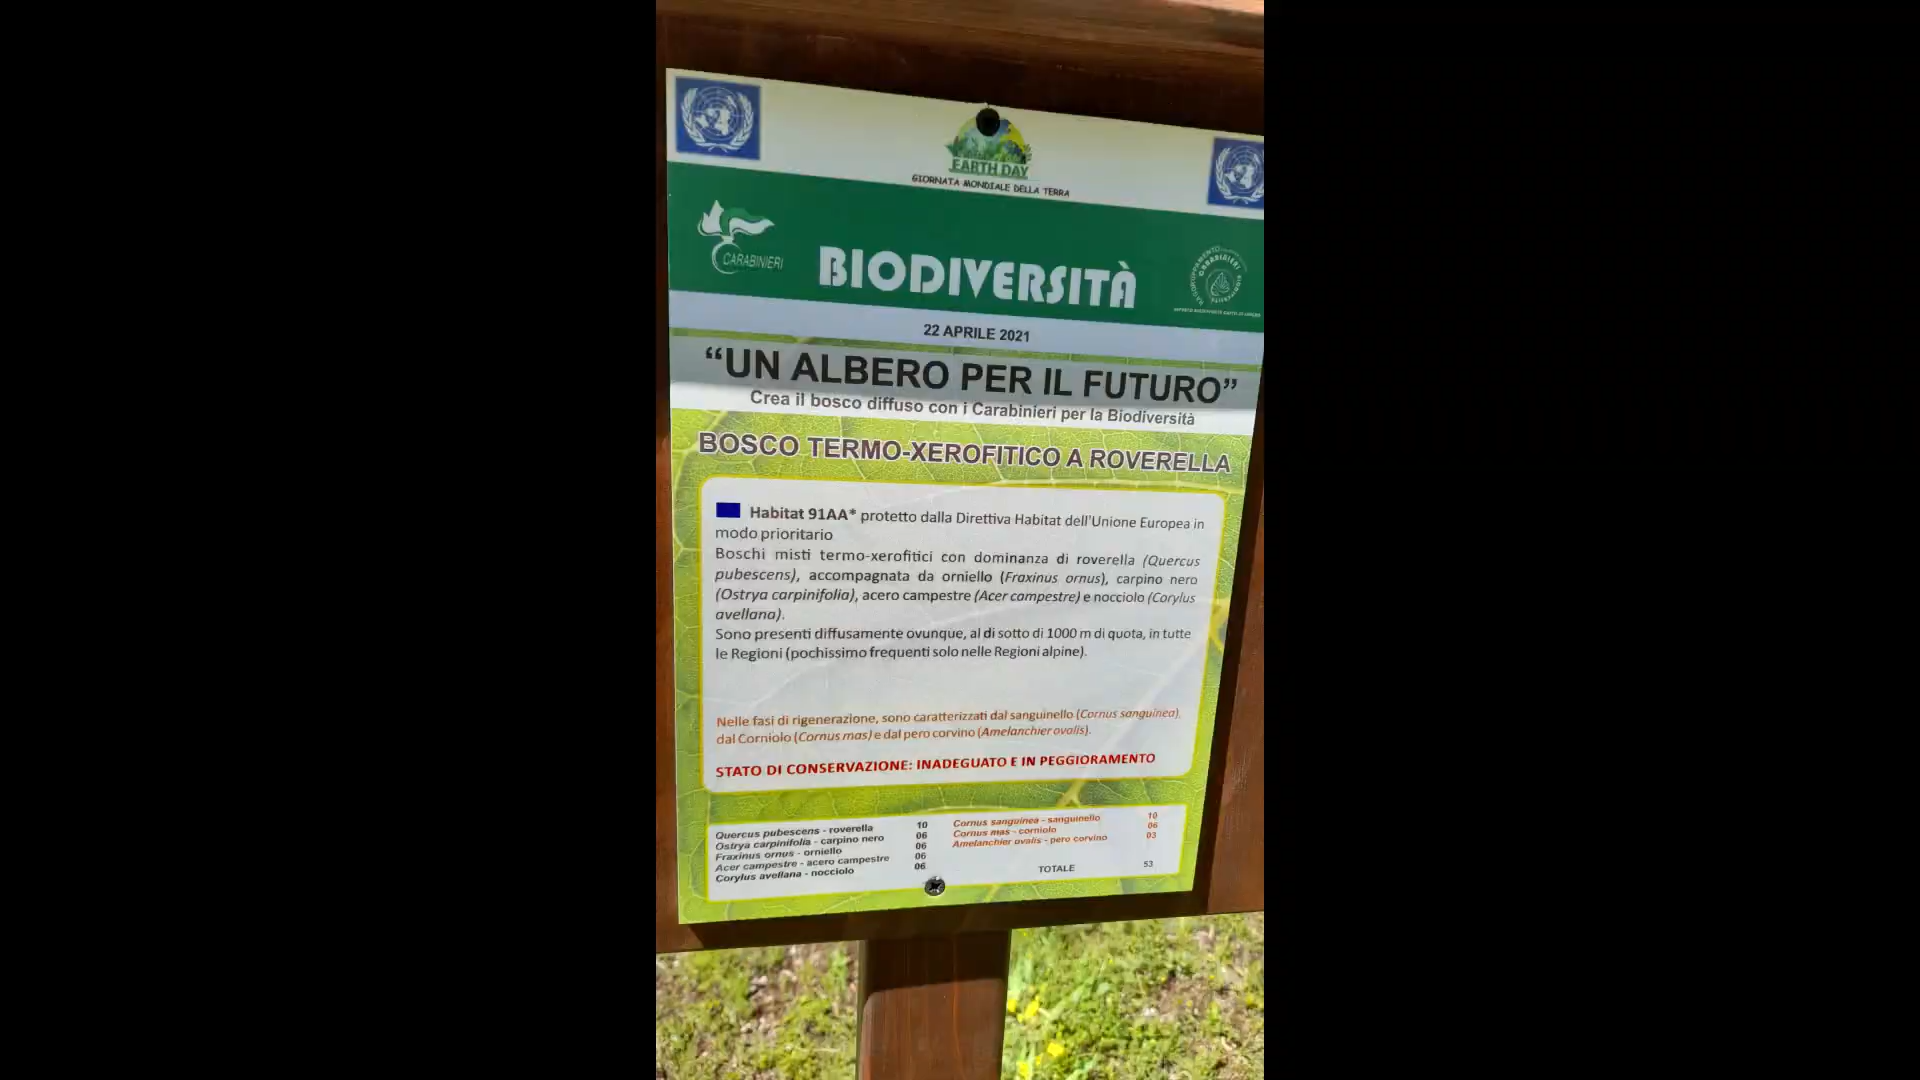 EARTH DAY
GIORNATA MONDIALE DELLA TERRA
CARABINIERI
BIODIVERSITÀ
RAGGRUPPAMENTO CARABINIERI BIODIVERSITÀ
22 APRILE 2021
“UN ALBERO PER IL FUTURO”
Crea il bosco diffuso con i Carabinieri per la Biodiversità
BOSCO TERMO-XEROFITICO A ROVERELLA
Habitat 91AA* protetto dalla Direttiva Habitat dell'Unione Europea in
modo prioritario
Boschi misti termo-xerofitici con dominanza di roverella (Quercus
pubescens), accompagnata da orniello (Fraxinus ornus), carpino nero
(Ostrya carpinifolia), acero campestre (Acer campestre) e nocciolo (Corylus
avellana).
Sono presenti diffusamente ovunque, al di sotto di 1000 m di quota, in tutte
le Regioni (pochissimo frequenti solo nelle Regioni alpine).
Nelle fasi di rigenerazione, sono caratterizzati dal sanguinello (Cornus sanguinea),
dal Corniolo (Cornus mas) e dal pero corvino (Amelanchier ovalis).
STATO DI CONSERVAZIONE: INADEGUATO E IN PEGGIORAMENTO
Quercus pubescens - roverella 10
Ostrya carpinifolia - carpino nero 06
Fraxinus ornus - orniello 06
Acer campestre - acero campestre 06
Corylus avellana - nocciolo 06
Cornus sanguinea - sanguinello 10
Cornus mas - corniolo 06
Amelanchier ovalis - pero corvino 03
TOTALE 53